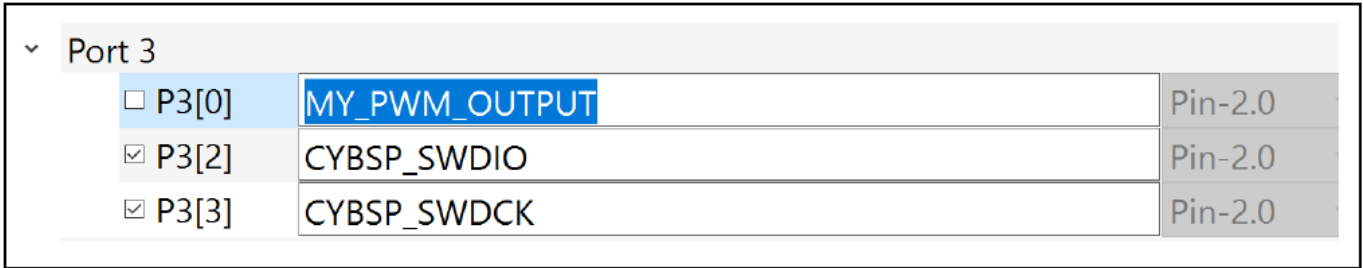 Port 3
P3[0] MY_PWM_OUTPUT Pin-2.0
P3[2] CYBSP_SWDIO Pin-2.0
P3[3] CYBSP_SWDCK Pin-2.0